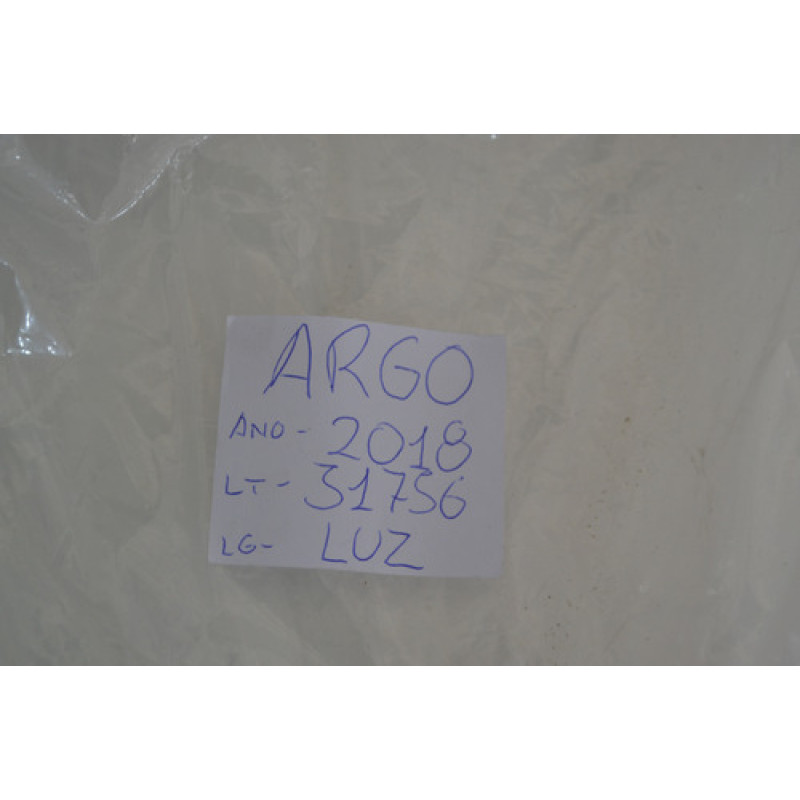 ARGO
ANO - 2018
LT - 31756
LG - LUZ